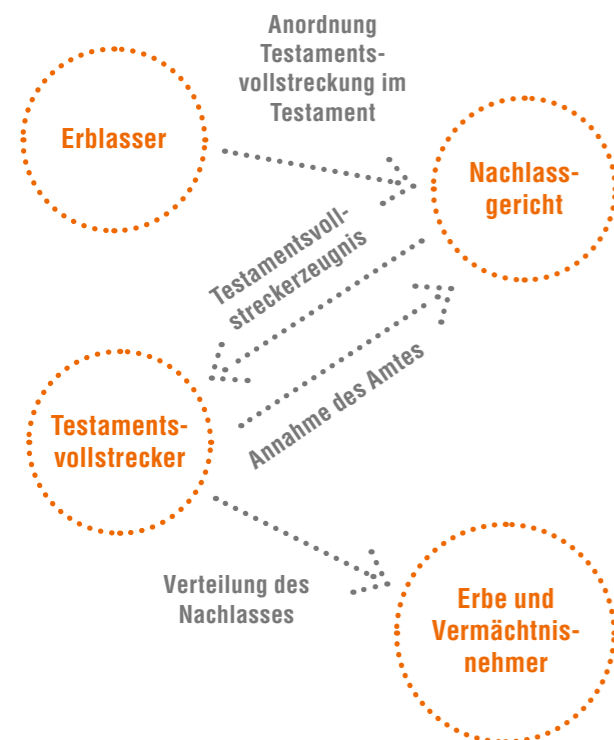 Anordnung
Testaments-
vollstreckung im
Testament
Erblasser
Nachlass-
gericht
Testamentsvoll-
streckerzeugnis
Annahme des Amtes
Testaments-
vollstrecker
Verteilung des
Nachlasses
Erbe und
Vermächtnis-
nehmer